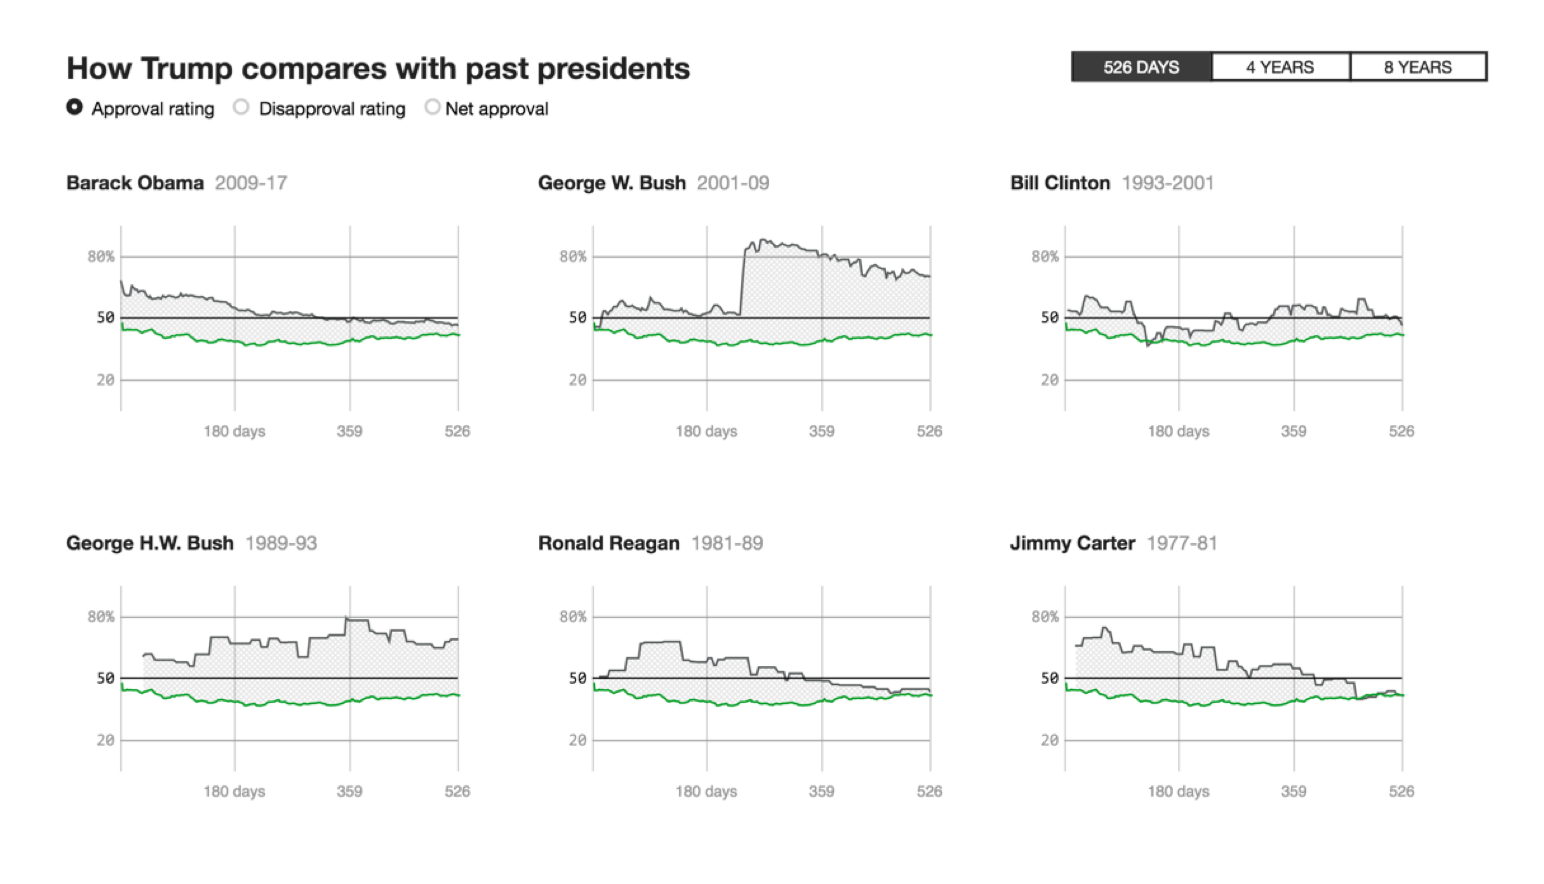 How Trump compares with past presidents
526 DAYS 4 YEARS 8 YEARS
Approval rating Disapproval rating Net approval
Barack Obama 2009-17
80%
50
20
180 days 359 526
George W. Bush 2001-09
80%
50
20
180 days 359 526
Bill Clinton 1993-2001
80%
50
20
180 days 359 526
George H.W. Bush 1989-93
80%
50
20
180 days 359 526
Ronald Reagan 1981-89
80%
50
20
180 days 359 526
Jimmy Carter 1977-81
80%
50
20
180 days 359 526